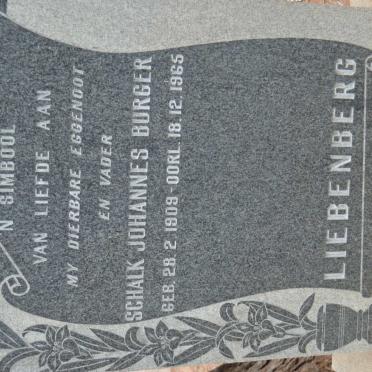 'N SIMBOOL
VAN LIEFDE AAN
MY DIERBARE EGGENOOT
EN VADER
SCHALK JOHANNES BURGER
GEB. 28. 2. 1909 - OORL. 18. 12. 1965
LIEBENBERG